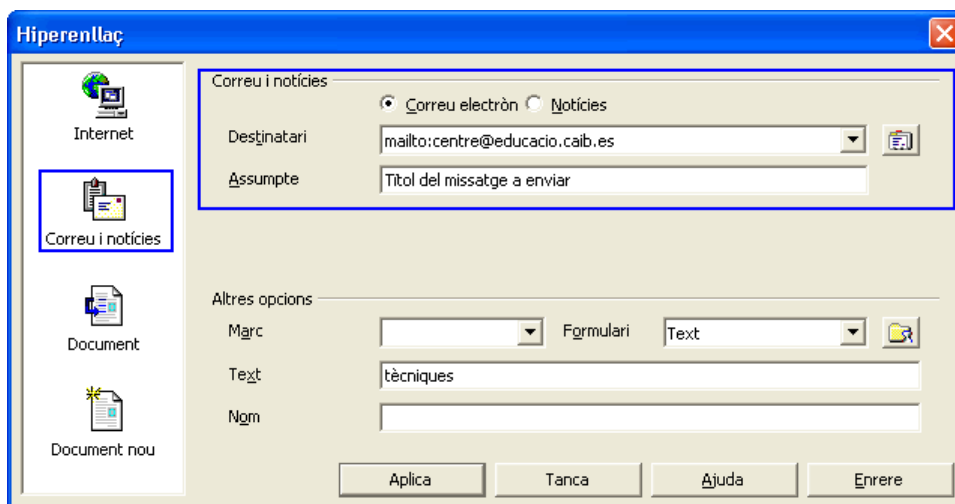 Hiperenllaç
Internet
Correu i notícies
Document
Document nou
Correu i notícies
Correu electròn Notícies
Destinatari mailto:centre@educacio.caib.es
Assumpte Títol del missatge a enviar
Altres opcions
Marc Formulari Text
Text tècniques
Nom
Aplica Tanca Ajuda Enrere